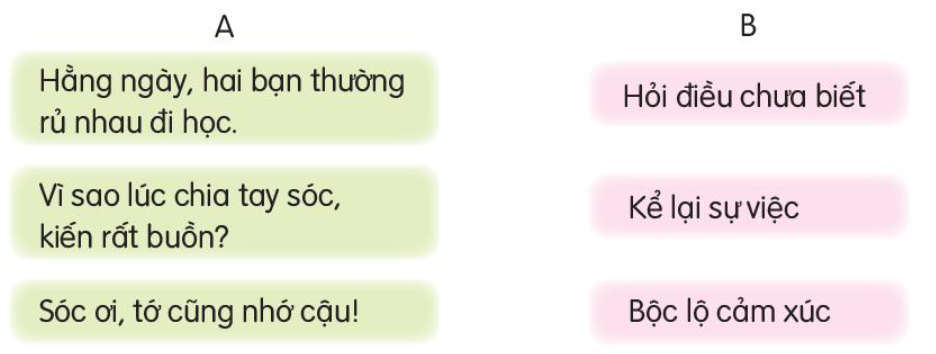 A
B
Hằng ngày, hai bạn thường
rủ nhau đi học.
Hỏi điều chưa biết
Vì sao lúc chia tay sóc,
kiến rất buồn?
Kể lại sự việc
Sóc ơi, tớ cũng nhớ cậu!
Bộc lộ cảm xúc